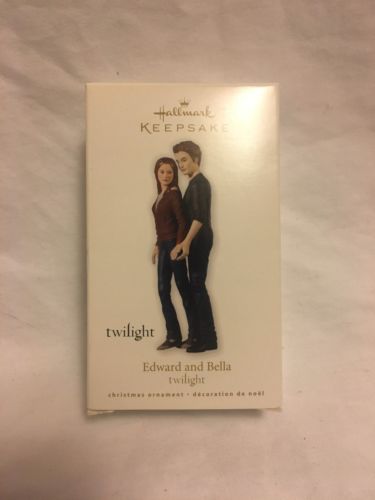 Hallmark
KEEPSAKE
twilight
Edward and Bella
twilight
christmas ornament • décoration de noël